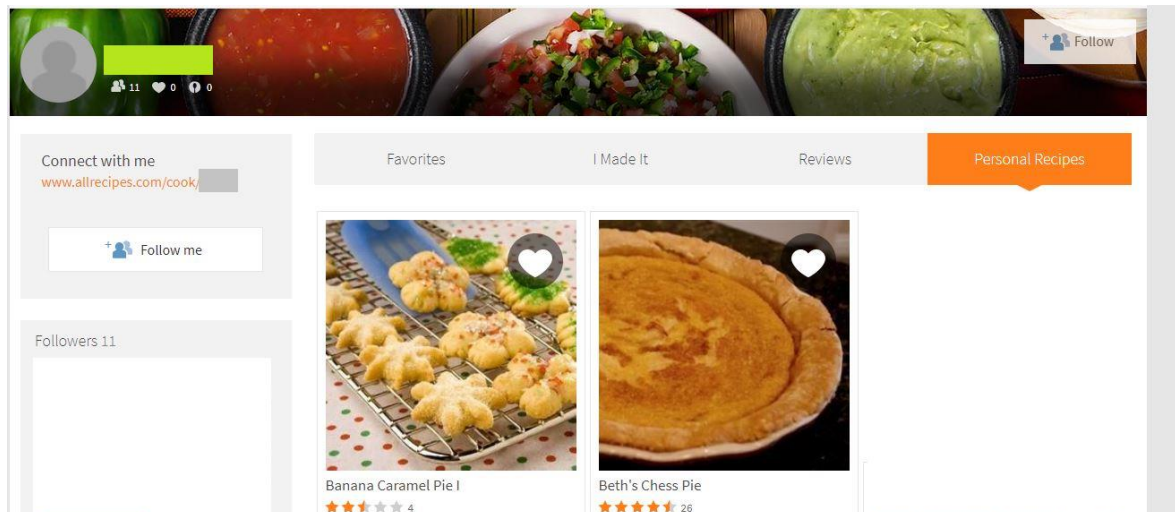 Follow
11 0 0
Connect with me
www.allrecipes.com/cook/
Follow me
Followers 11
Favorites
I Made It
Reviews
Personal Recipes
Banana Caramel Pie I
4
Beth's Chess Pie
26